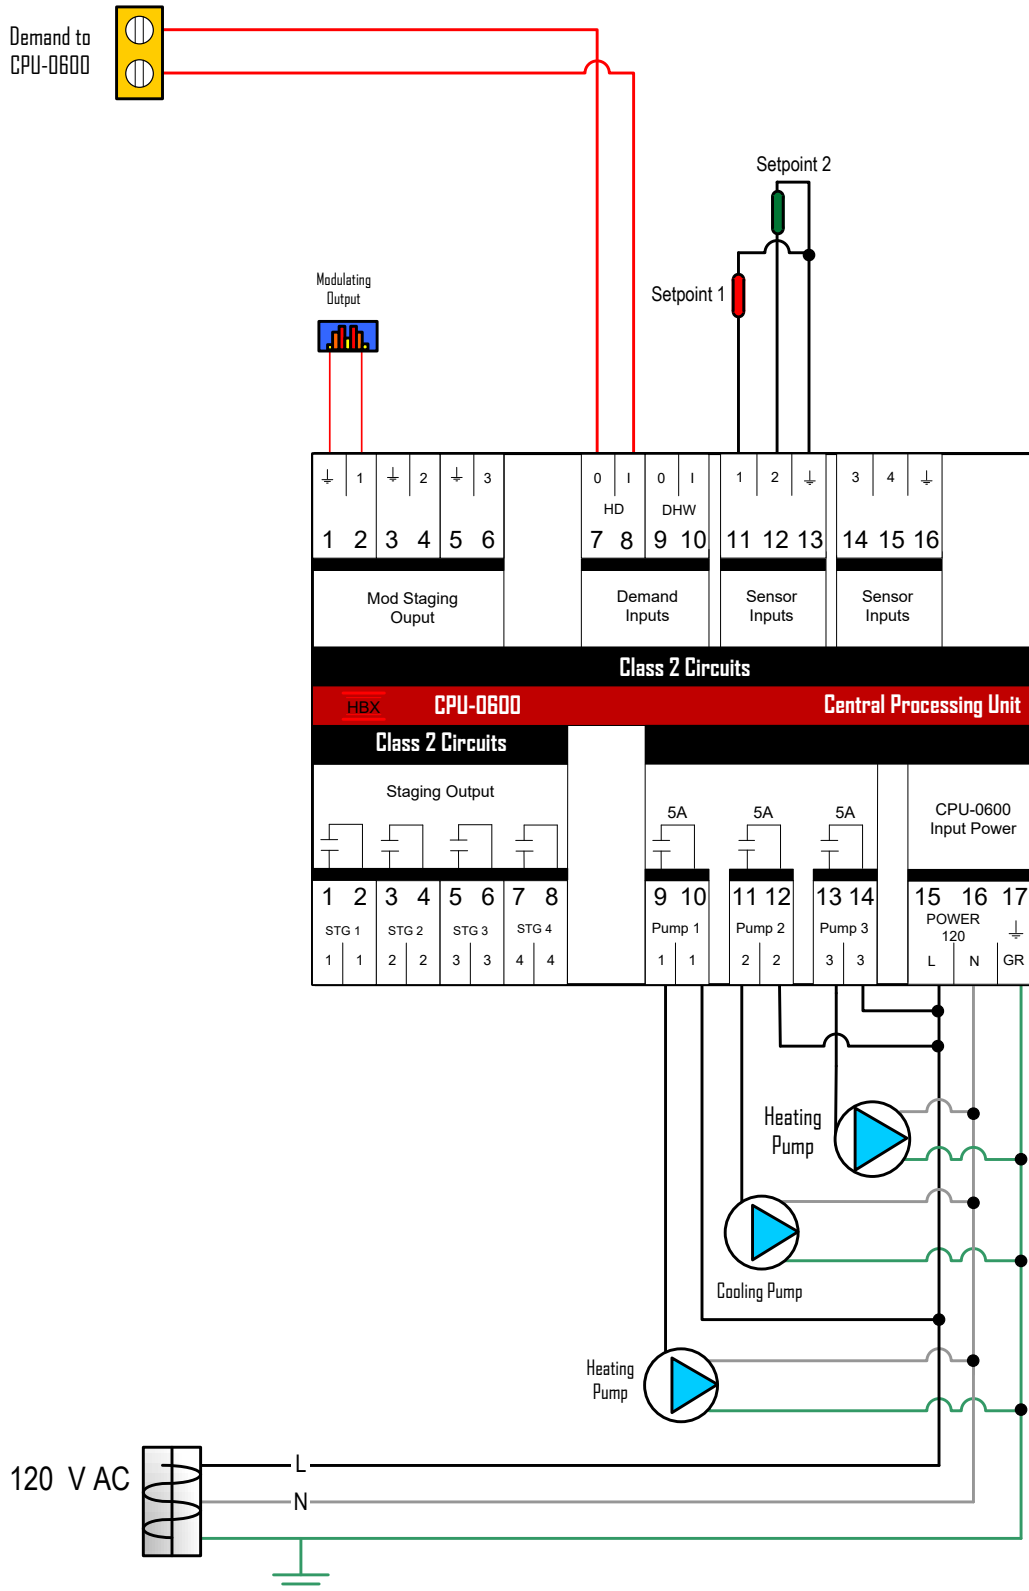 Demand to
CPU-0600
Setpoint 2
Setpoint 1
Modulating
Output
1 2 3 0 I 0 I 1 2 3 4
HD DHW
1 2 3 4 5 6 7 8 9 10 11 12 13 14 15 16
Mod Staging
Ouput
Demand
Inputs
Sensor
Inputs
Sensor
Inputs
Class 2 Circuits
HBX CPU-0600 Central Processing Unit
Class 2 Circuits
Staging Output
5A 5A 5A
CPU-0600
Input Power
1 2 3 4 5 6 7 8 9 10 11 12 13 14 15 16 17
STG 1 STG 2 STG 3 STG 4 Pump 1 Pump 2 Pump 3 POWER
120
1 1 2 2 3 3 4 4 1 1 2 2 3 3 L N GR
Heating
Pump
Cooling Pump
Heating
Pump
120 V AC
L
N